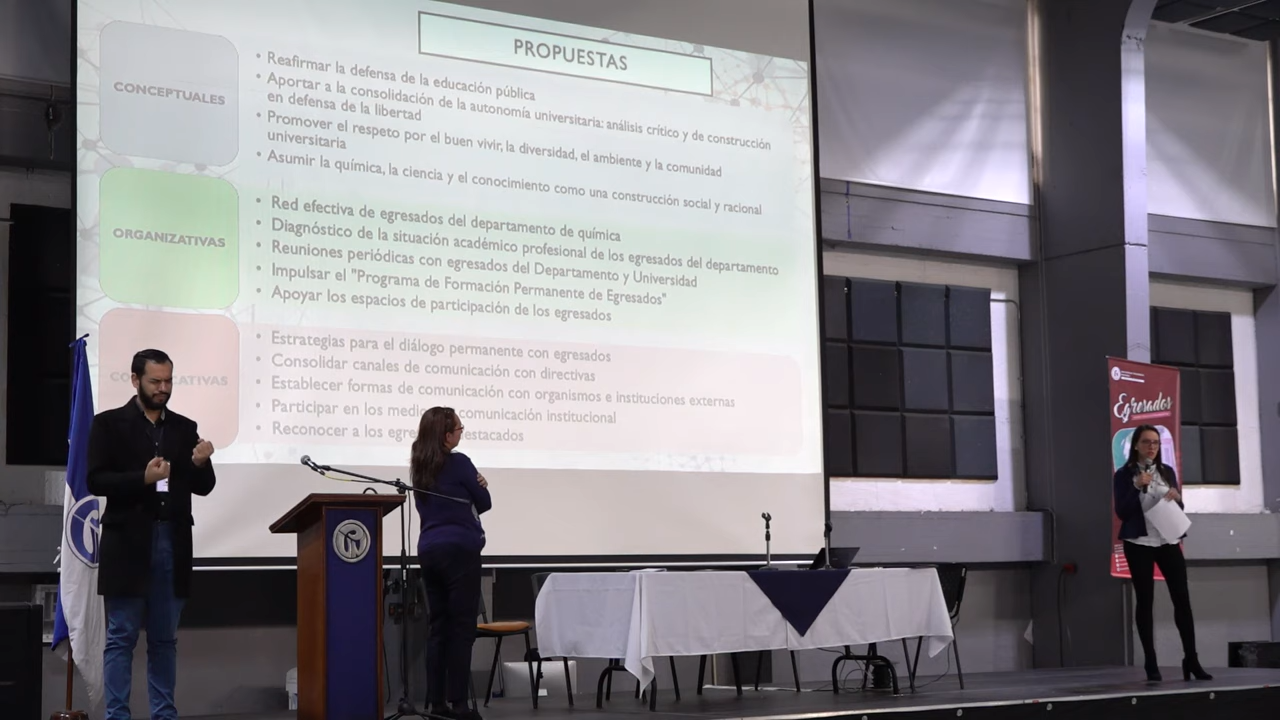 PROPUESTAS
CONCEPTUALES
• Reafirmar la defensa de la educación pública
• Aportar a la consolidación de la autonomía universitaria: análisis crítico y de construcción
en defensa de la libertad
• Promover el respeto por el buen vivir, la diversidad, el ambiente y la comunidad
universitaria
• Asumir la química, la ciencia y el conocimiento como una construcción social y racional
ORGANIZATIVAS
• Red efectiva de egresados del departamento de química
• Diagnóstico de la situación académico profesional de los egresados del departamento
• Reuniones periódicas con egresados del Departamento y Universidad
• Impulsar el "Programa de Formación Permanente de Egresados"
• Apoyar los espacios de participación de los egresados
• Estrategias para el diálogo permanente con egresados
• Consolidar canales de comunicación con directivas
• Establecer formas de comunicación con organismos e instituciones externas
• Participar en los medios comunicación institucional
• Reconocer a los destacados
Egresados